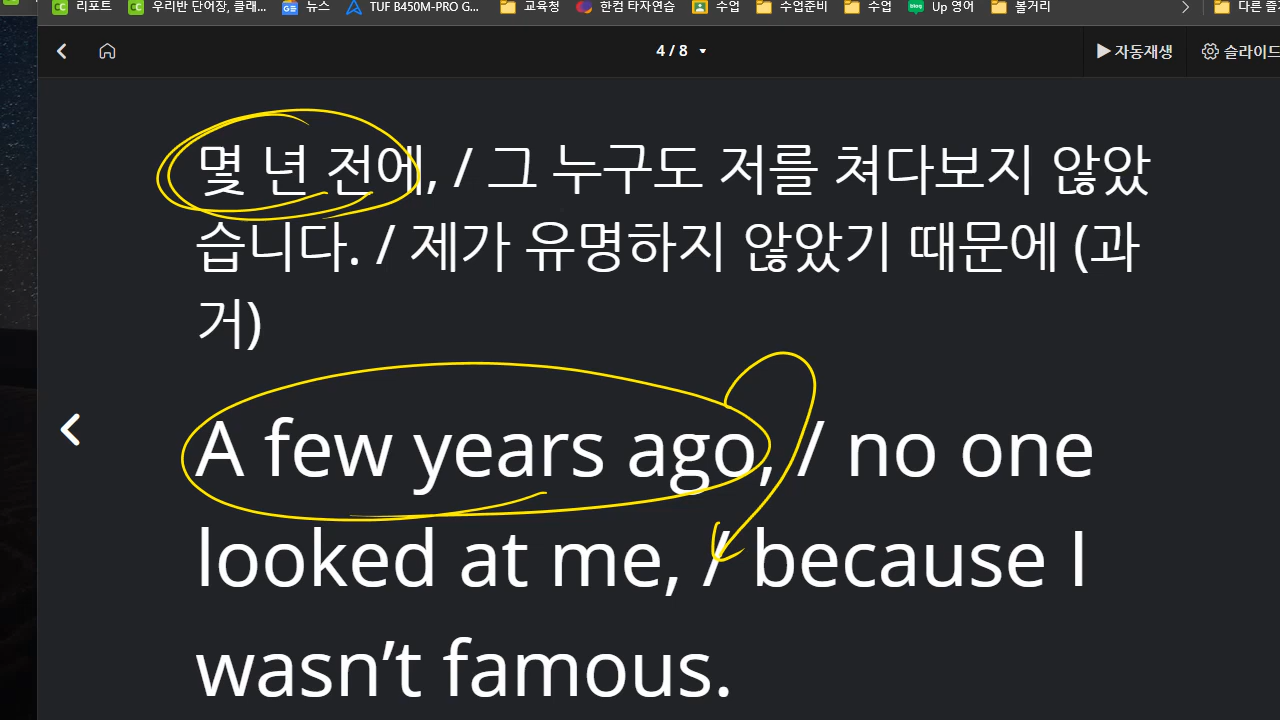 리포트 우리반 단어장, 클래... 뉴스 TUF B450M-PRO G... 교육청 한컴 타자연습 수업 수업준비 수업 Up 영어 볼거리 다른 즐
4 / 8 자동재생 슬라이드
몇 년 전에, / 그 누구도 저를 쳐다보지 않았
습니다. / 제가 유명하지 않았기 때문에 (과
거)
A few years ago, / no one
looked at me, / because I
wasn’t famous.